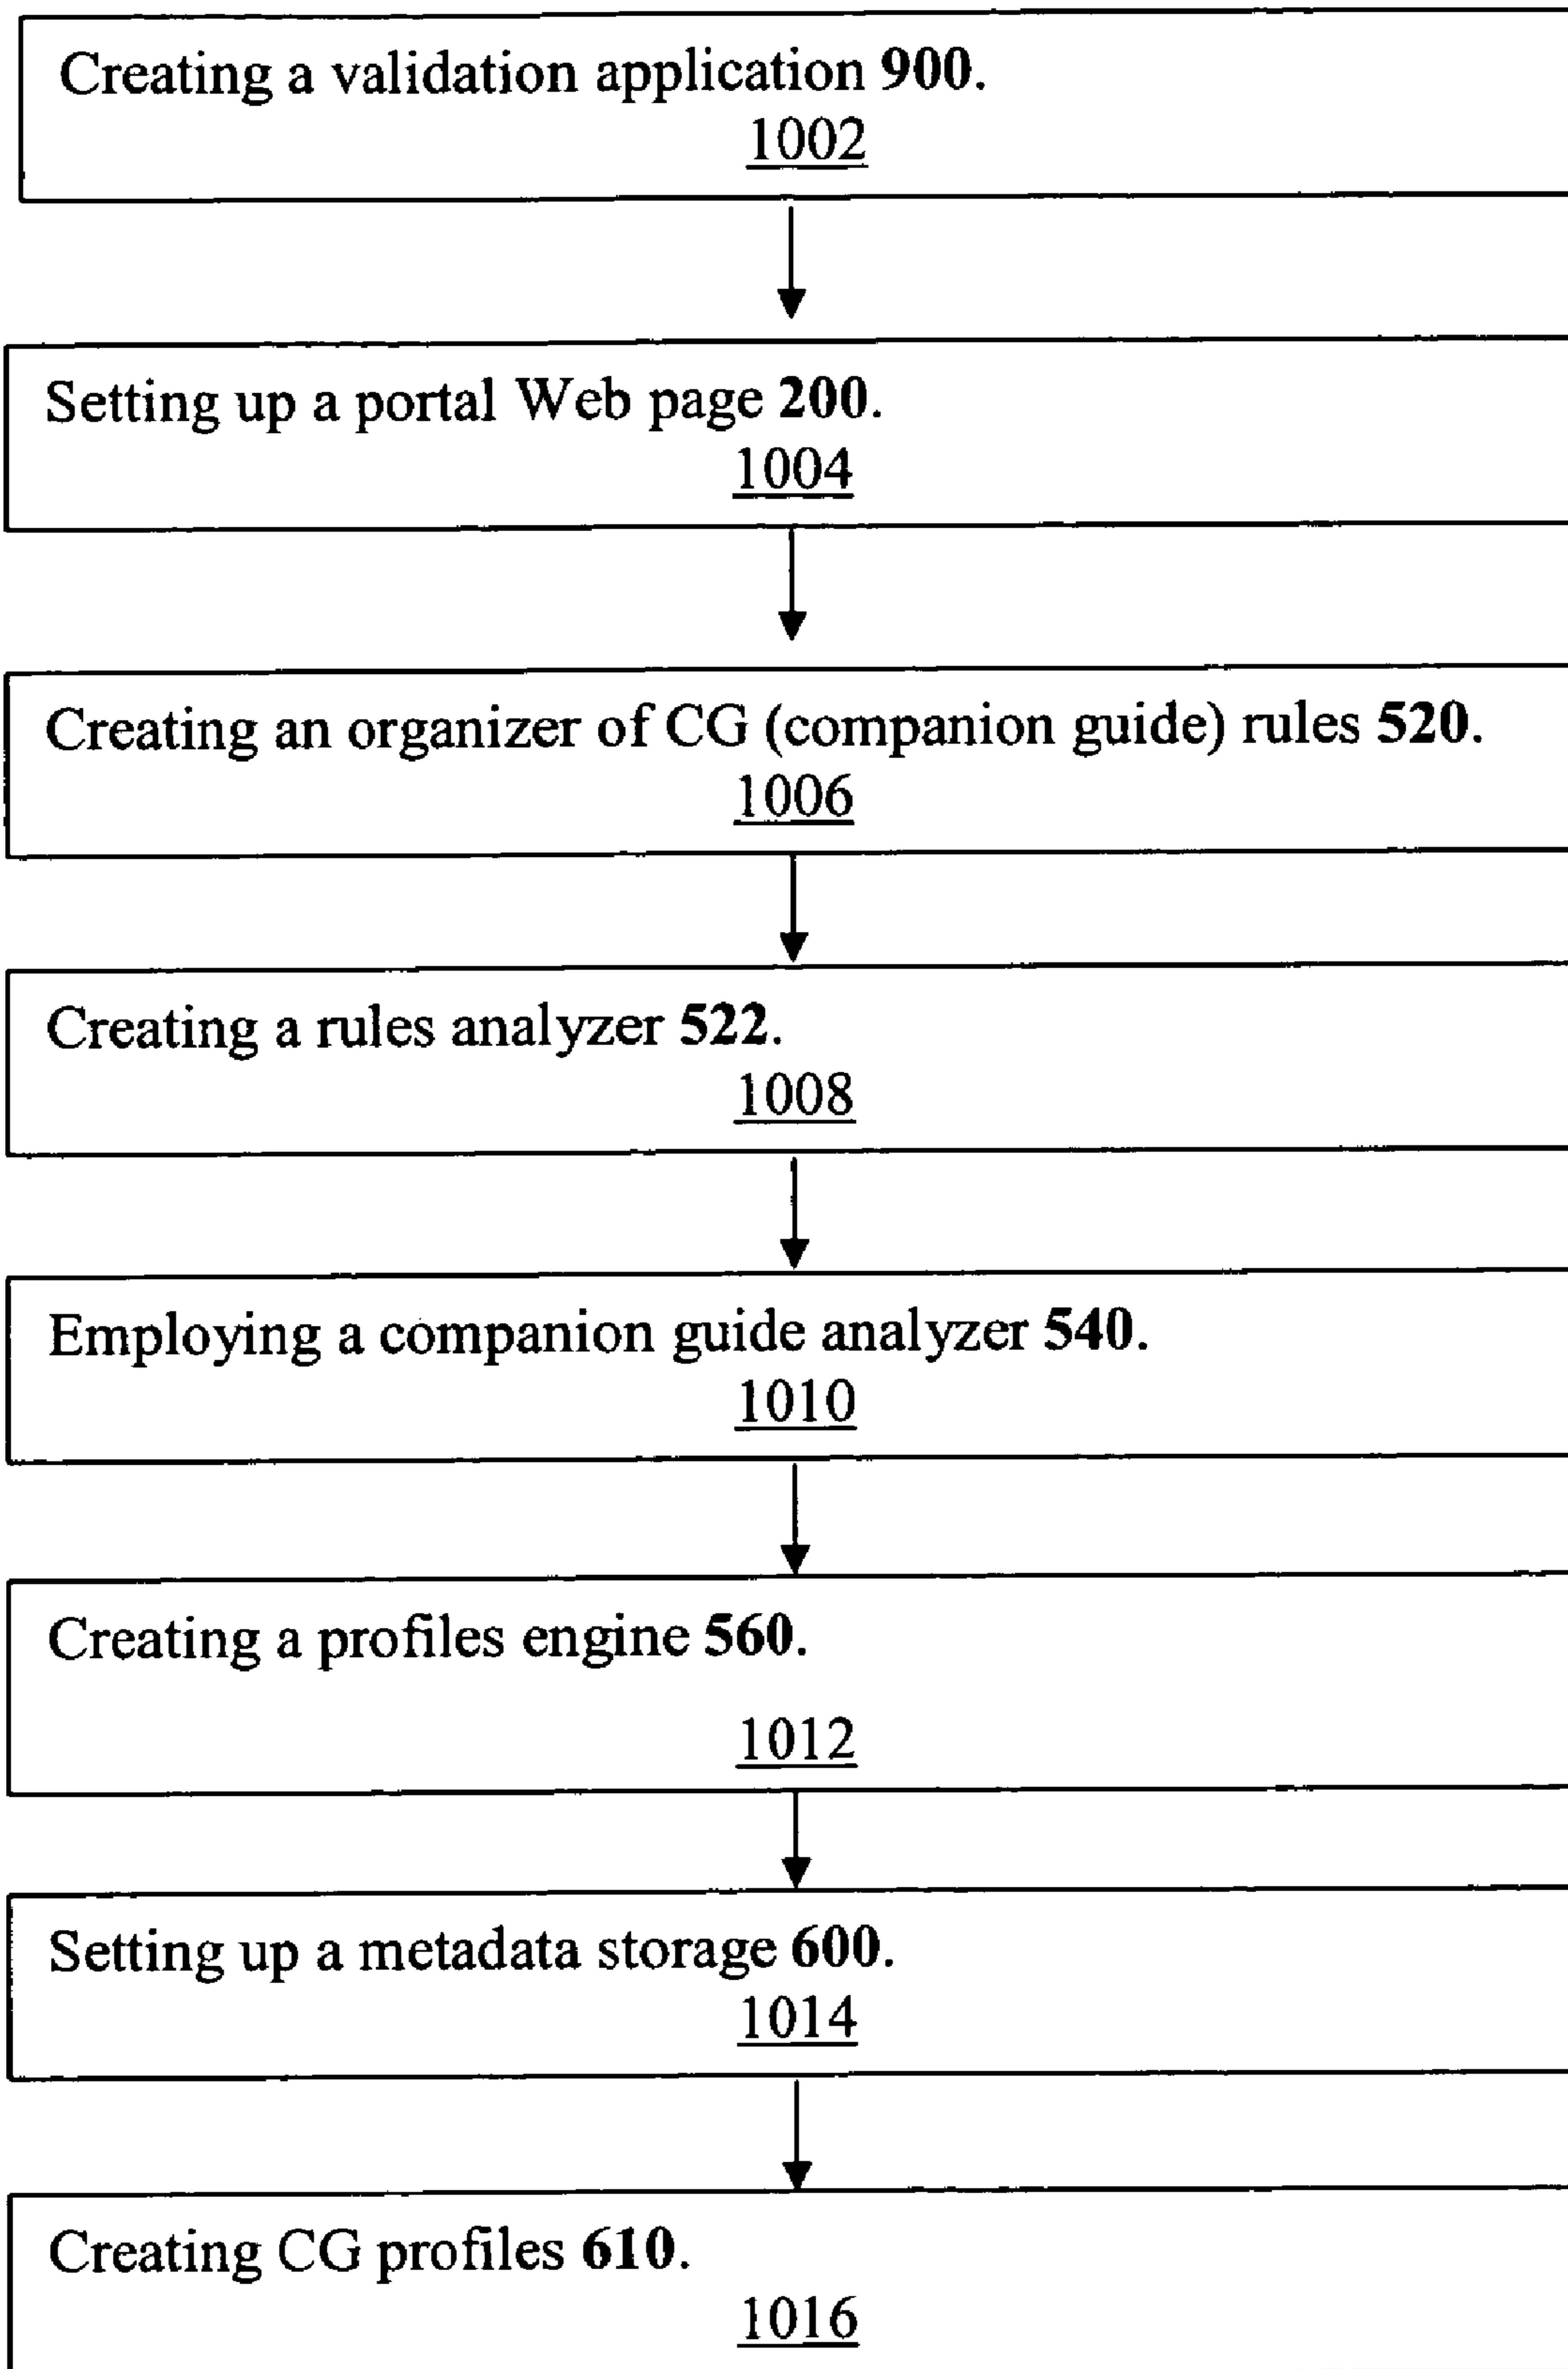 Creating a validation application 900.
1002
Setting up a portal Web page 200.
1004
Creating an organizer of CG (companion guide) rules 520.
1006
Creating a rules analyzer 522.
1008
Employing a companion guide analyzer 540.
1010
Creating a profiles engine 560.
1012
Setting up a metadata storage 600.
1014
Creating CG profiles 610.
1016